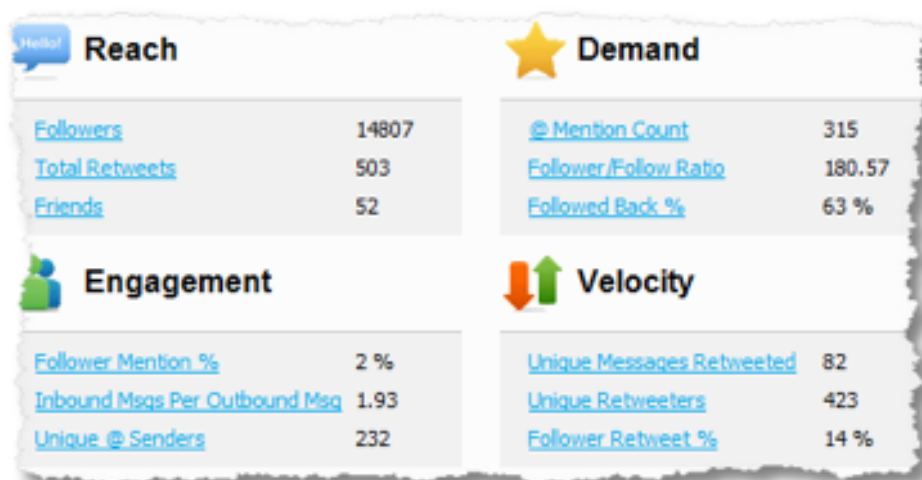 Hello!
Reach
Followers 14807
Total Retweets 503
Friends 52
Demand
@ Mention Count 315
Follower/Follow Ratio 180.57
Followed Back % 63 %
Engagement
Follower Mention % 2 %
Inbound Msgs Per Outbound Msg 1.93
Unique @ Senders 232
Velocity
Unique Messages Retweeted 82
Unique Retweeters 423
Follower Retweet % 14 %